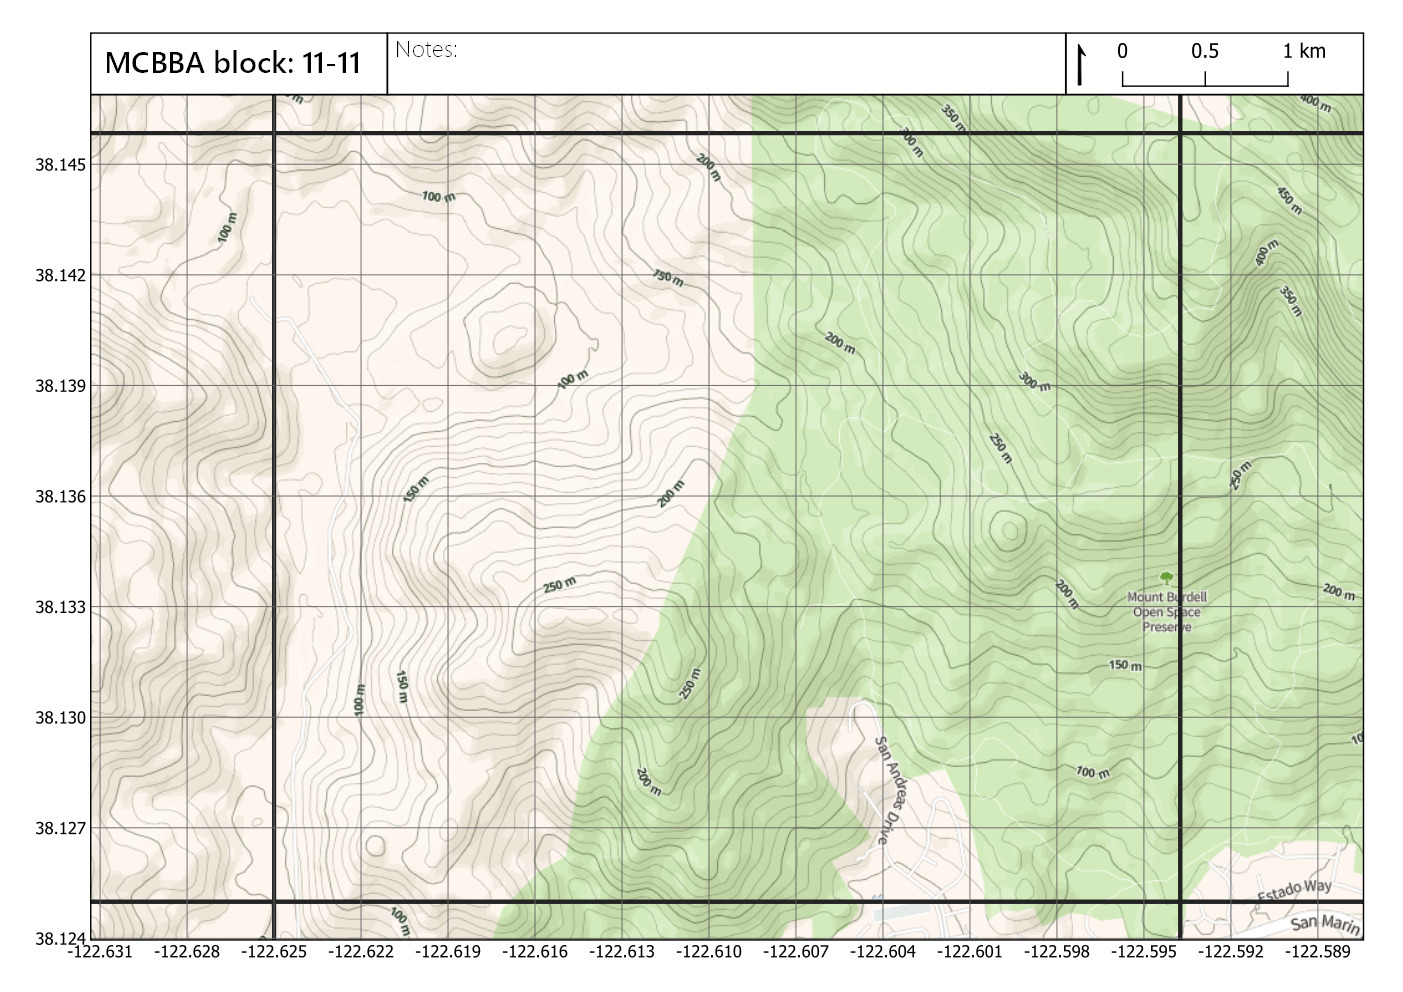 MCBBA block: 11-11
Notes:
0 0.5 1 km
400 m
350 m
300 m
38.145
200 m
100 m
450 m
100 m
400 m
38.142
150 m
350 m
200 m
38.139
100 m
300 m
250 m
250 m
38.136
150 m
200 m
250 m
200 m
200 m
38.133
Mount Burdell
Open Space
Preserve
150 m
250 m
150 m
100 m
38.130
San Andreas Drive
200 m
100 m
38.127
Estado Way
100 m
San Marin
38.124
-122.631 -122.628 -122.625 -122.622 -122.619 -122.616 -122.613 -122.610 -122.607 -122.604 -122.601 -122.598 -122.595 -122.592 -122.589